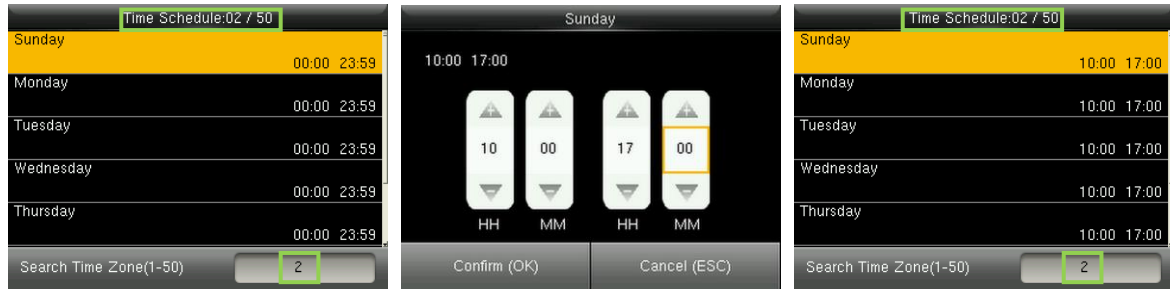 Time Schedule:02 / 50
Sunday
00:00 23:59
Monday
00:00 23:59
Tuesday
00:00 23:59
Wednesday
00:00 23:59
Thursday
00:00 23:59
Search Time Zone(1-50) 2
Sunday
10:00 17:00
10 00 17 00
HH MM HH MM
Confirm (OK) Cancel (ESC)
Time Schedule:02 / 50
Sunday
10:00 17:00
Monday
10:00 17:00
Tuesday
10:00 17:00
Wednesday
10:00 17:00
Thursday
10:00 17:00
Search Time Zone(1-50) 2